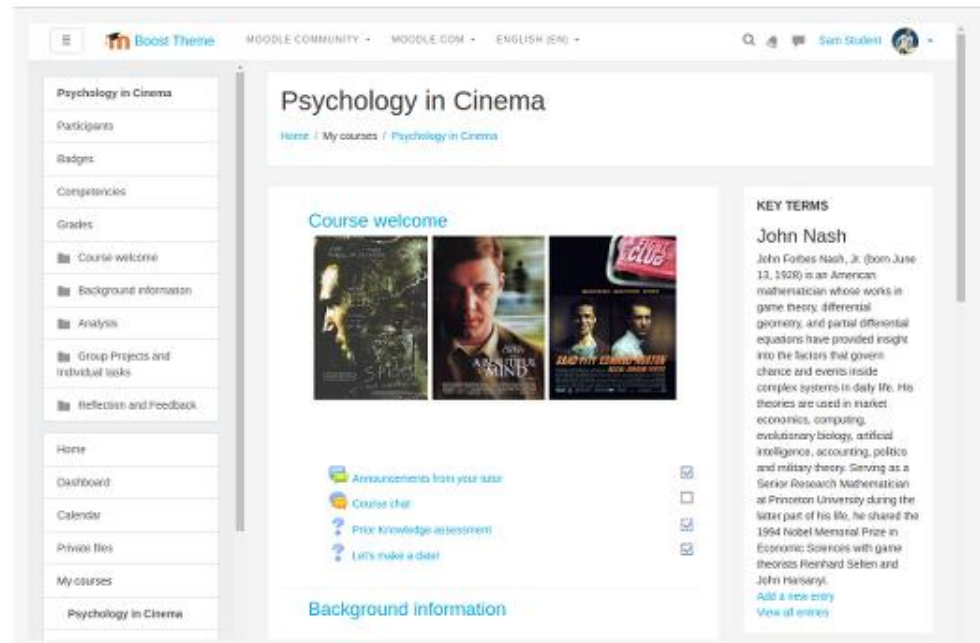 Boost Theme
MOODLE COMMUNITY
MOODLE.COM
ENGLISH (EN)
Sam Student
Psychology in Cinema
Participants
Badges
Competencies
Grades
Course welcome
Background information
Analysis
Group Projects and
Individual tasks
Reflection and Feedback
Home
Dashboard
Calendar
Private files
My courses
Psychology in Cinema
Psychology in Cinema
Home / My courses / Psychology in Cinema
Course welcome
SPIDER
A BEAUTIFUL
MIND
FIGHT
CLUB
BRAD PITT EDWARD NORTON
Announcements from your tutor
Course chat
Prior Knowledge assessment
Let's make a date!
Background information
KEY TERMS
John Nash
John Forbes Nash, Jr. (born June
13, 1928) is an American
mathematician whose works in
game theory, differential
geometry, and partial differential
equations have provided insight
into the factors that govern
chance and events inside
complex systems in daily life. His
theories are used in market
economics, computing,
evolutionary biology, artificial
intelligence, accounting, politics
and military theory. Serving as a
Senior Research Mathematician
at Princeton University during the
latter part of his life, he shared the
1994 Nobel Memorial Prize in
Economic Sciences with game
theorists Reinhard Selten and
John Harsanyi.
Add a new entry
View all entries